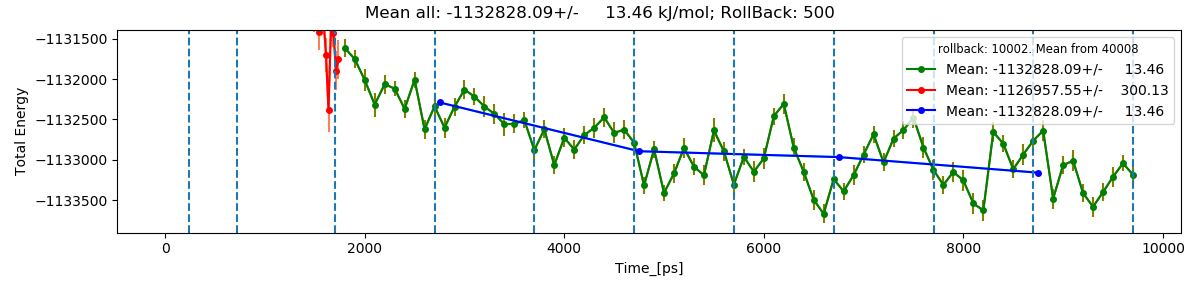 Mean all: -1132828.09+/-     13.46 kJ/mol; RollBack: 500
rollback: 10002. Mean from 40008
Mean: -1132828.09+/-     13.46
Mean: -1126957.55+/-    300.13
Mean: -1132828.09+/-     13.46
Total Energy
−1131500
−1132000
−1132500
−1133000
−1133500
0
2000
4000
6000
8000
10000
Time_[ps]